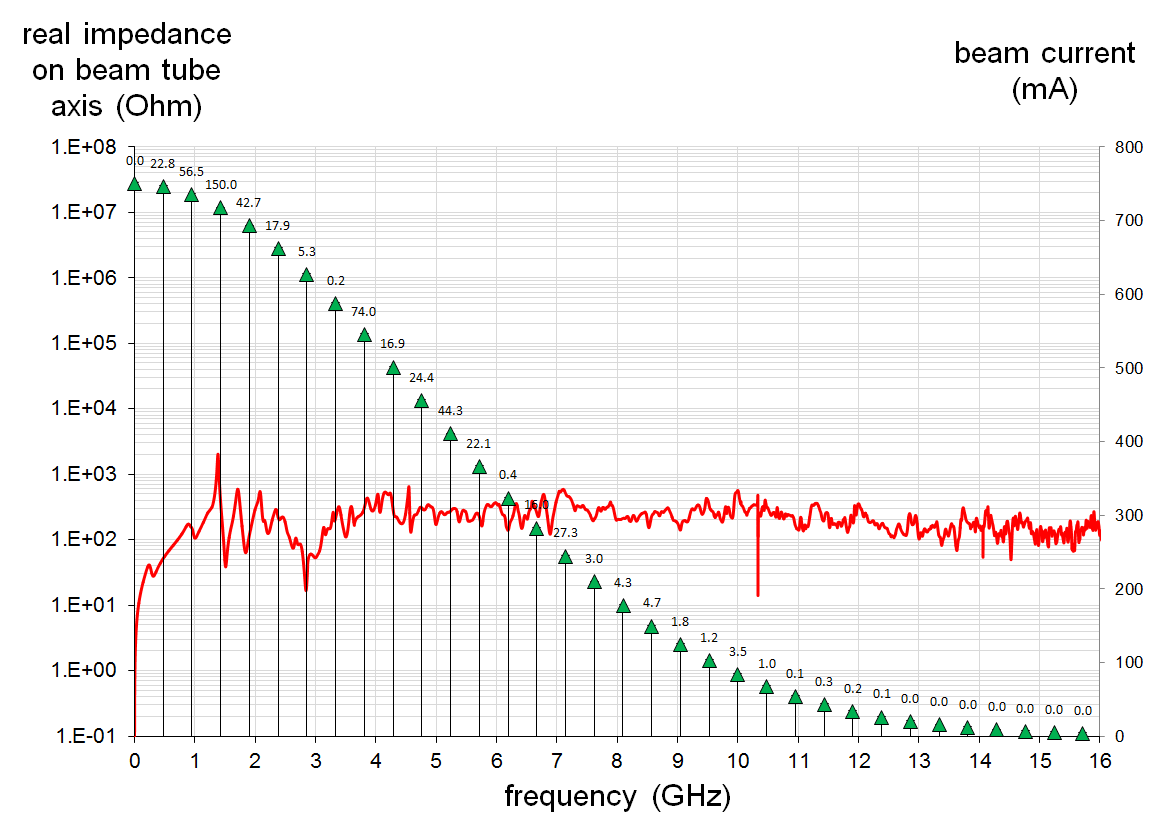 real impedance
on beam tube
axis (Ohm)
beam current
(mA)
1.E+08
1.E+07
1.E+06
1.E+05
1.E+04
1.E+03
1.E+02
1.E+01
1.E+00
1.E-01
800
700
600
500
400
300
200
100
0
0.0
22.8
56.5
150.0
42.7
17.9
5.3
0.2
74.0
16.9
24.4
44.3
22.1
0.4
16.0
27.3
3.0
4.3
4.7
1.8
1.2
3.5
1.0
0.1
0.3
0.2
0.1
0.0
0.0
0.0
0.0
0.0
0.0
0.0
0 1 2 3 4 5 6 7 8 9 10 11 12 13 14 15 16
frequency (GHz)